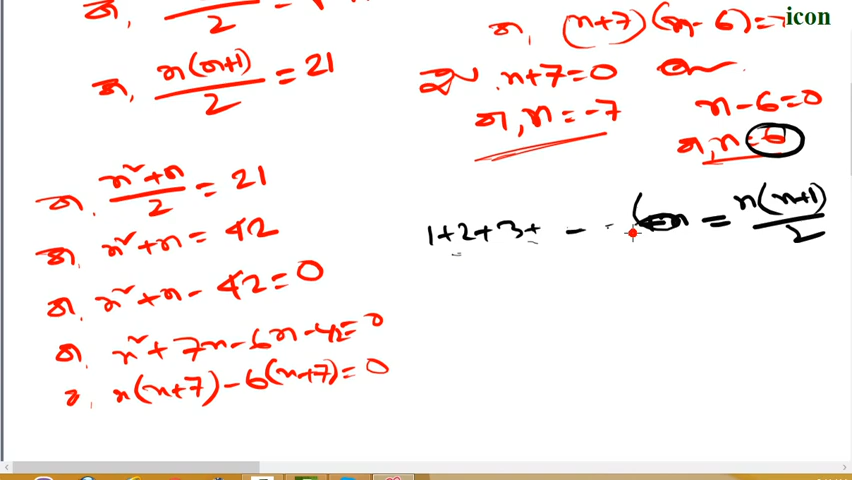 বা, n(n+1)/2 = 21
বা, n²+n/2 = 21
বা, n²+n = 42
বা, n²+n - 42 = 0
বা, n²+7n-6n-42=0
বা, n(n+7)-6(n+7)=0
বা, (n+7)(n-6)=
হয়, n+7=0 অথবা
বা, n=-7
n-6=0
বা, n=6
1+2+3+ - - n = n(n+1)/2
icon